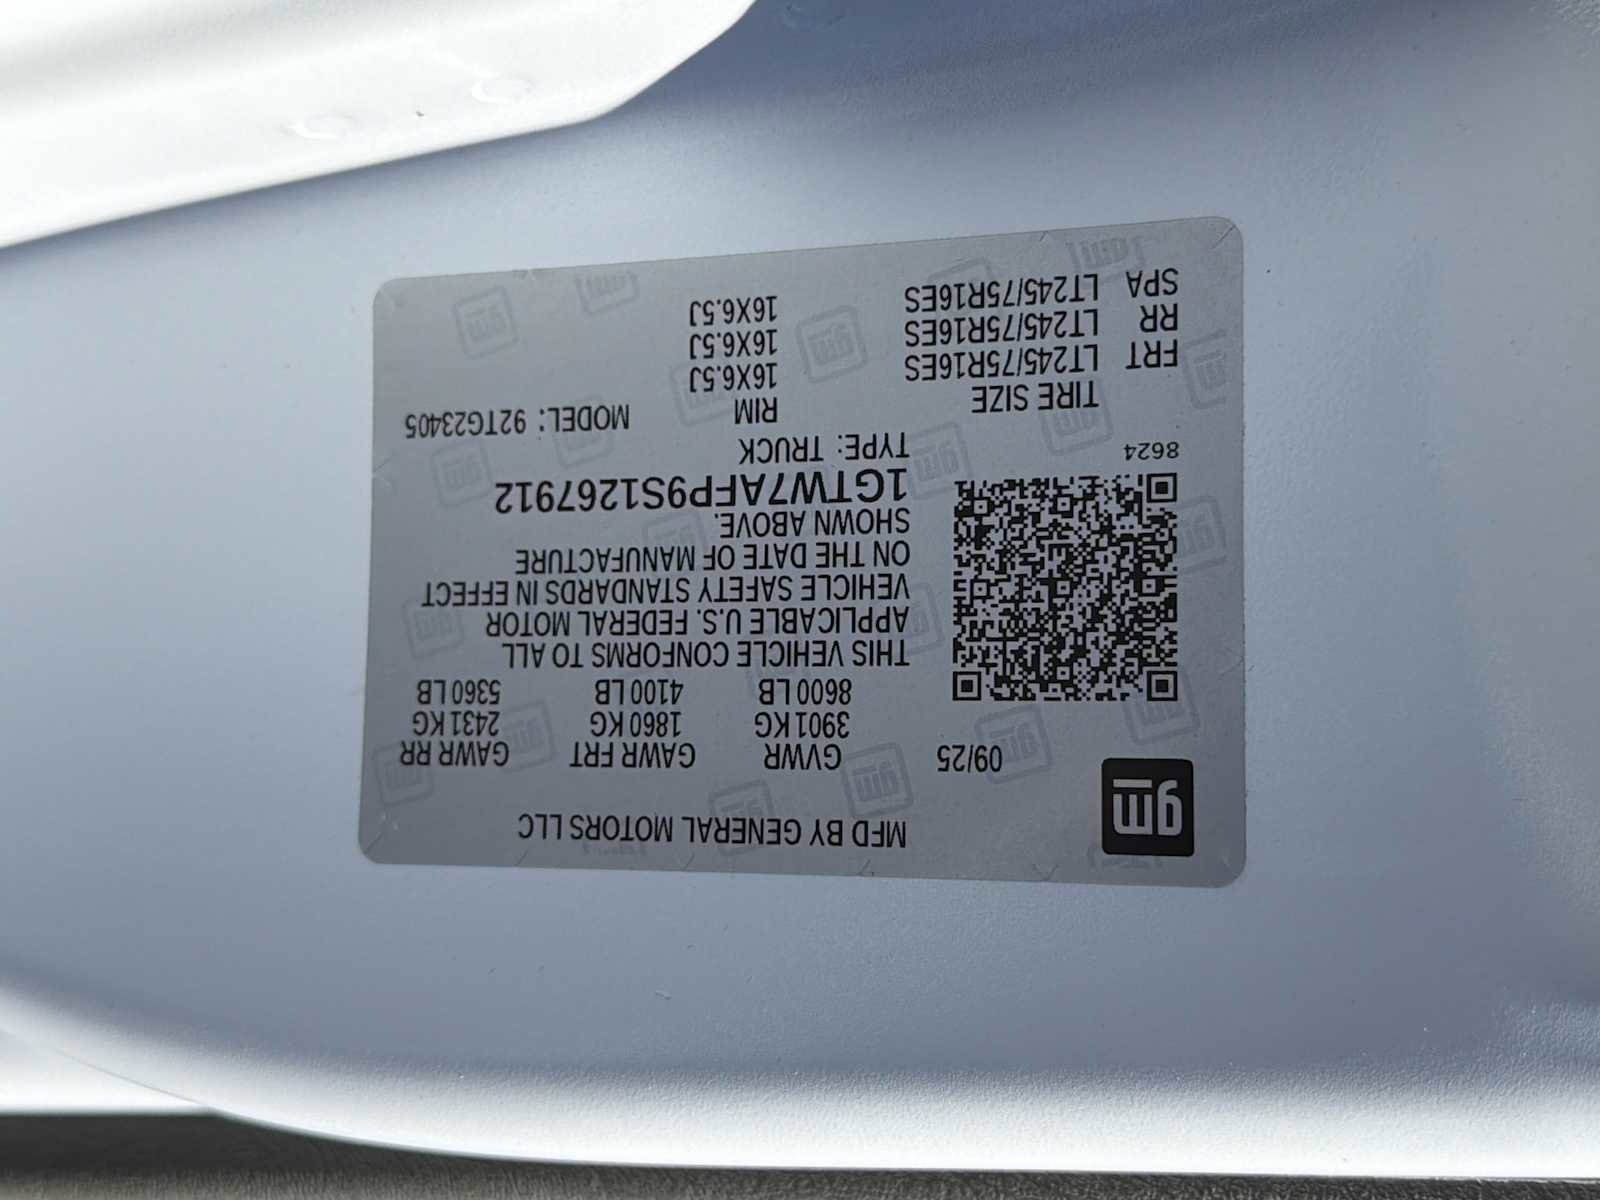 gm
MFD BY GENERAL MOTORS LLC
09/25 GVWR GAWR FRT GAWR RR
3901 KG 1860 KG 2431 KG
8600 LB 4100 LB 5360 LB
THIS VEHICLE CONFORMS TO ALL
APPLICABLE U.S. FEDERAL MOTOR
VEHICLE SAFETY STANDARDS IN EFFECT
ON THE DATE OF MANUFACTURE
SHOWN ABOVE.
1GTW7AFP9S1267912
8624 TYPE: TRUCK
TIRE SIZE RIM MODEL: 92TG23405
FRT LT245/75R16ES 16X6.5J
RR LT245/75R16ES 16X6.5J
SPA LT245/75R16ES 16X6.5J